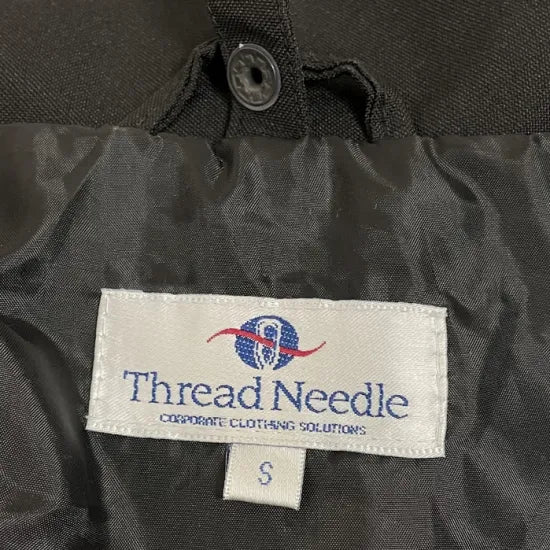 Thread Needle
CORPORATE CLOTHING SOLUTIONS
S